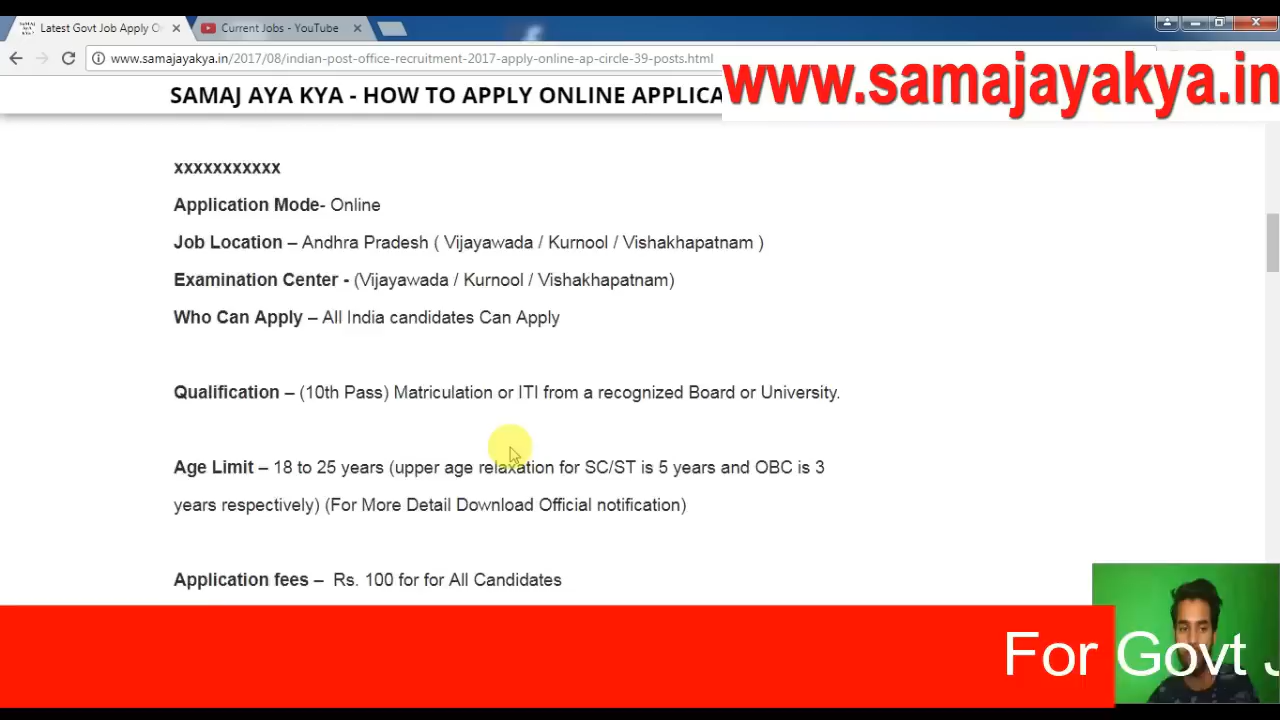 Latest Govt Job Apply O
Current Jobs - YouTube
www.samajayakya.in/2017/08/indian-post-office-recruitment-2017-apply-online-ap-circle-39-posts.html
www.samajayakya.in
SAMAJ AYA KYA - HOW TO APPLY ONLINE APPLICA
xxxxxxxxxxx
Application Mode- Online
Job Location – Andhra Pradesh ( Vijayawada / Kurnool / Vishakhapatnam )
Examination Center - (Vijayawada / Kurnool / Vishakhapatnam)
Who Can Apply – All India candidates Can Apply
Qualification – (10th Pass) Matriculation or ITI from a recognized Board or University.
Age Limit – 18 to 25 years (upper age relaxation for SC/ST is 5 years and OBC is 3
years respectively) (For More Detail Download Official notification)
Application fees – Rs. 100 for for All Candidates
For Govt J